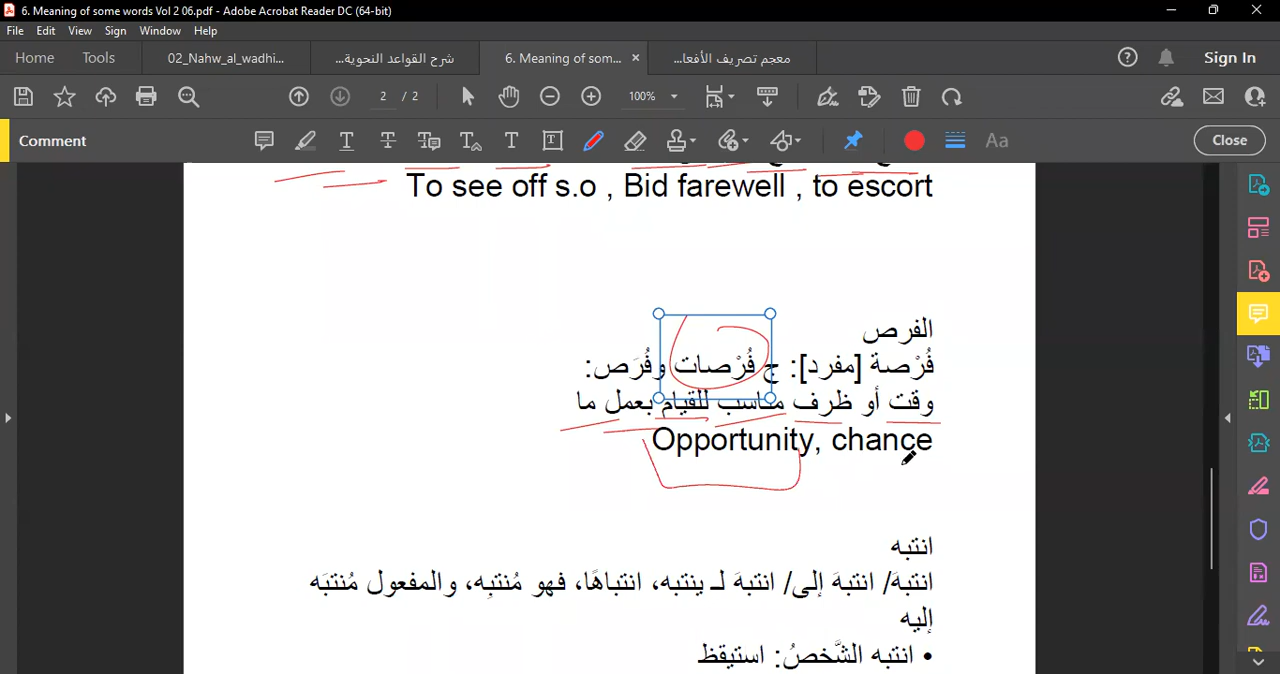 6. Meaning of some words Vol 2 06.pdf - Adobe Acrobat Reader DC (64-bit)
File Edit View Sign Window Help
Home Tools 02_Nahw_al_wadhi... شرح القواعد النحوية... 6. Meaning of som... × معجم تصريف الأفعا... Sign In
2 / 2 100%
Comment Aa Close
To see off s.o , Bid farewell , to escort
الفرص
فُرْصة [مفرد]: ج فُرْصات وفُرَص:
وقت أو ظرف مناسب للقيام بعمل ما
Opportunity, chance
انتبه
انتبهَ/ انتبهَ إلى/ انتبهَ لـ ينتبه، انتباهًا، فهو مُنتبِه، والمفعول مُنتبَه
إليه
• انتبه الشَّخصُ: استيقظ